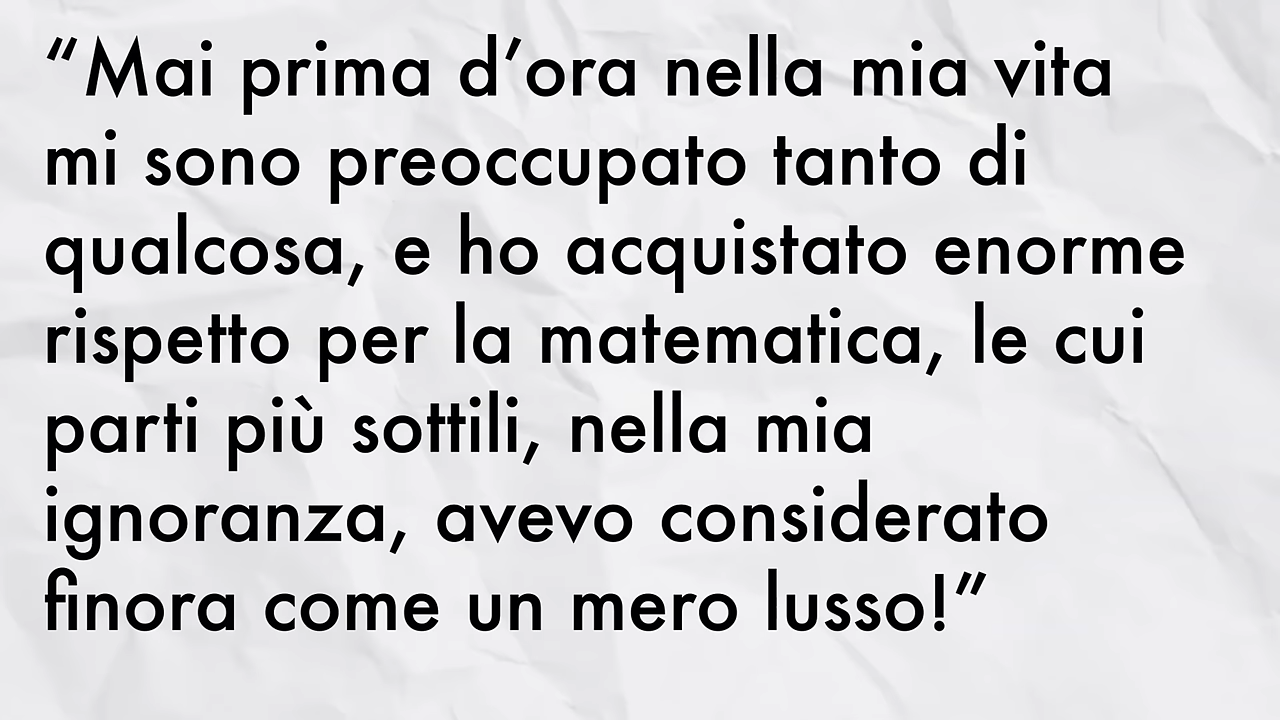 “Mai prima d’ora nella mia vita
mi sono preoccupato tanto di
qualcosa, e ho acquistato enorme
rispetto per la matematica, le cui
parti più sottili, nella mia
ignoranza, avevo considerato
finora come un mero lusso!”